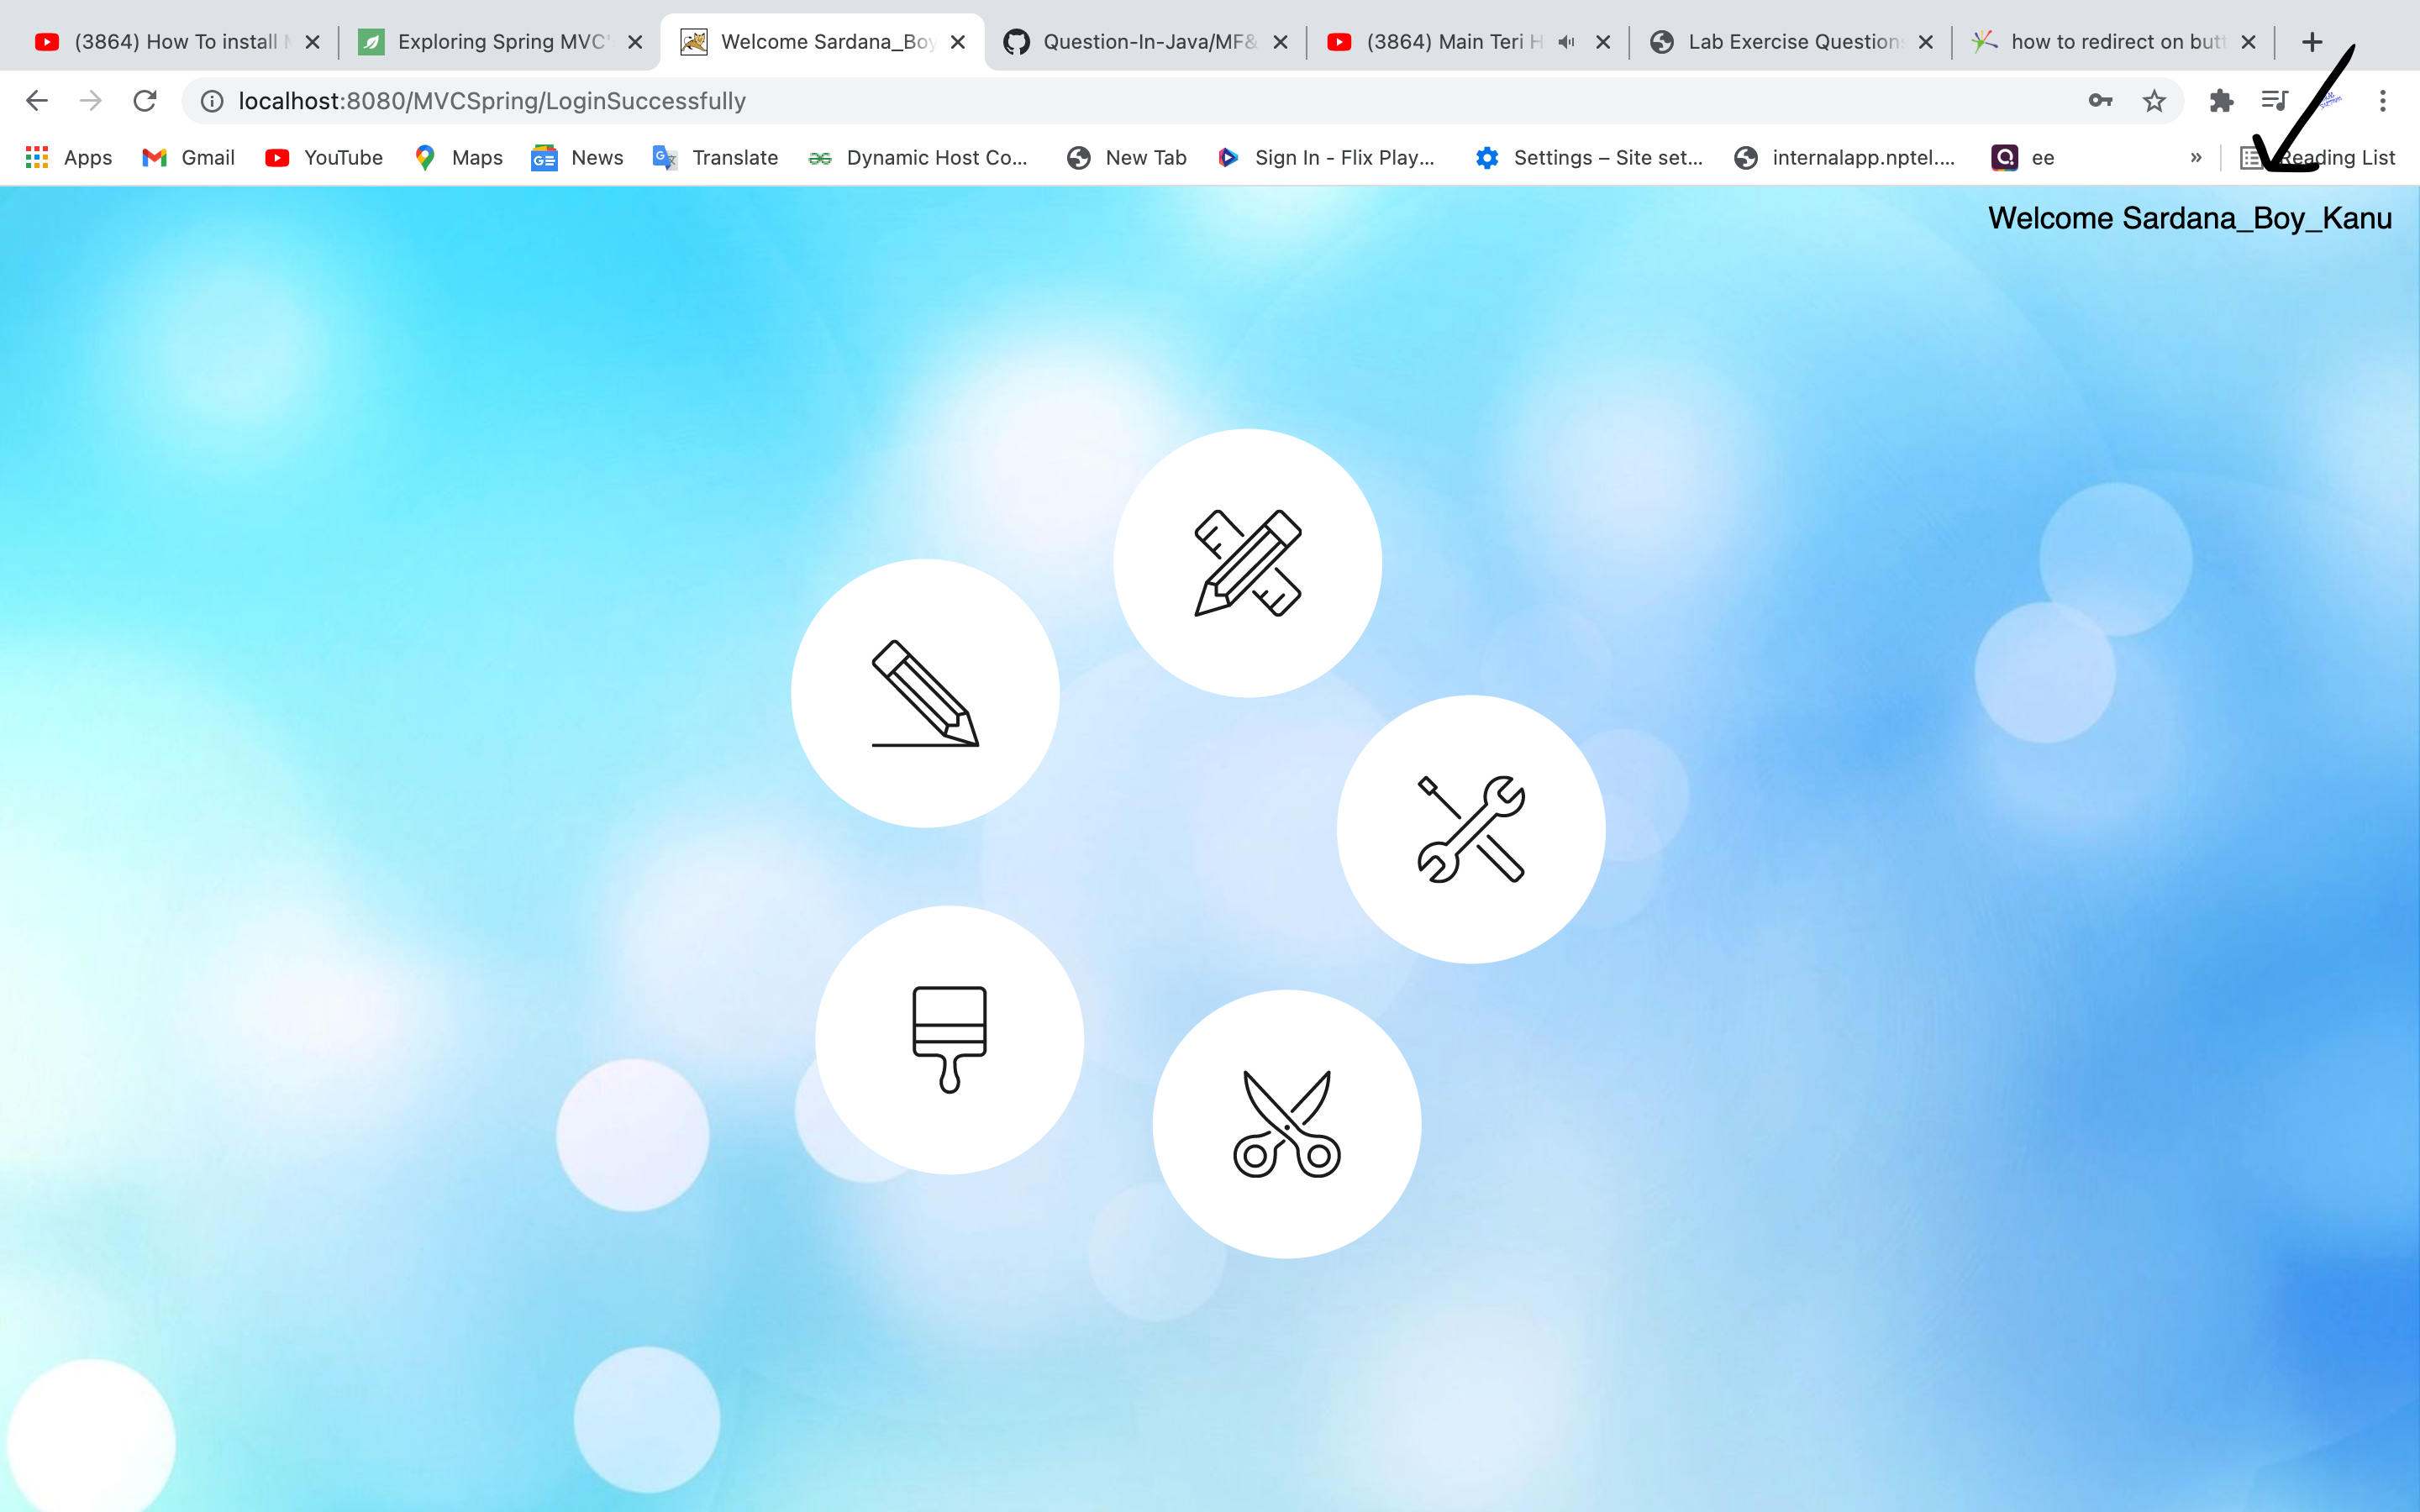 (3864) How To install
Exploring Spring MVC'
Welcome Sardana_Boy
Question-In-Java/MF&
(3864) Main Teri H
Lab Exercise Question
how to redirect on but
localhost:8080/MVCSpring/LoginSuccessfully
Apps
Gmail
YouTube
Maps
GE
News
Translate
Dynamic Host Co...
New Tab
Sign In - Flix Play...
Settings – Site set...
internalapp.nptel....
ee
»
Reading List
Welcome Sardana_Boy_Kanu